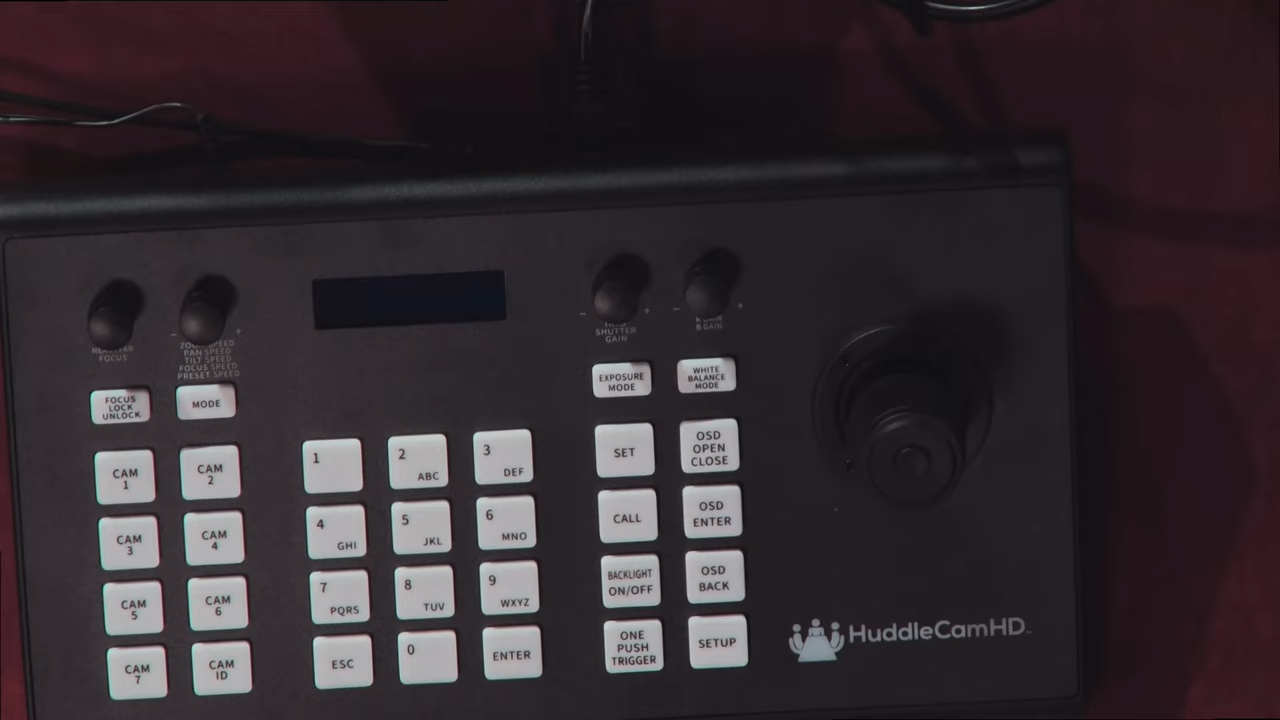 FOCUS
ZOOM SPEED
PAN SPEED
TILT SPEED
FOCUS SPEED
PRESET SPEED
- +
SHUTTER
GAIN
- +
R GAIN
B GAIN
- +
FOCUS
LOCK
UNLOCK
MODE
EXPOSURE
MODE
WHITE
BALANCE
MODE
CAM
1
CAM
2
CAM
3
CAM
4
CAM
5
CAM
6
CAM
7
CAM
ID
1
2
ABC
3
DEF
4
GHI
5
JKL
6
MNO
7
PQRS
8
TUV
9
WXYZ
ESC
0
ENTER
SET
OSD
OPEN
CLOSE
CALL
OSD
ENTER
BACKLIGHT
ON/OFF
OSD
BACK
ONE
PUSH
TRIGGER
SETUP
HuddleCamHD